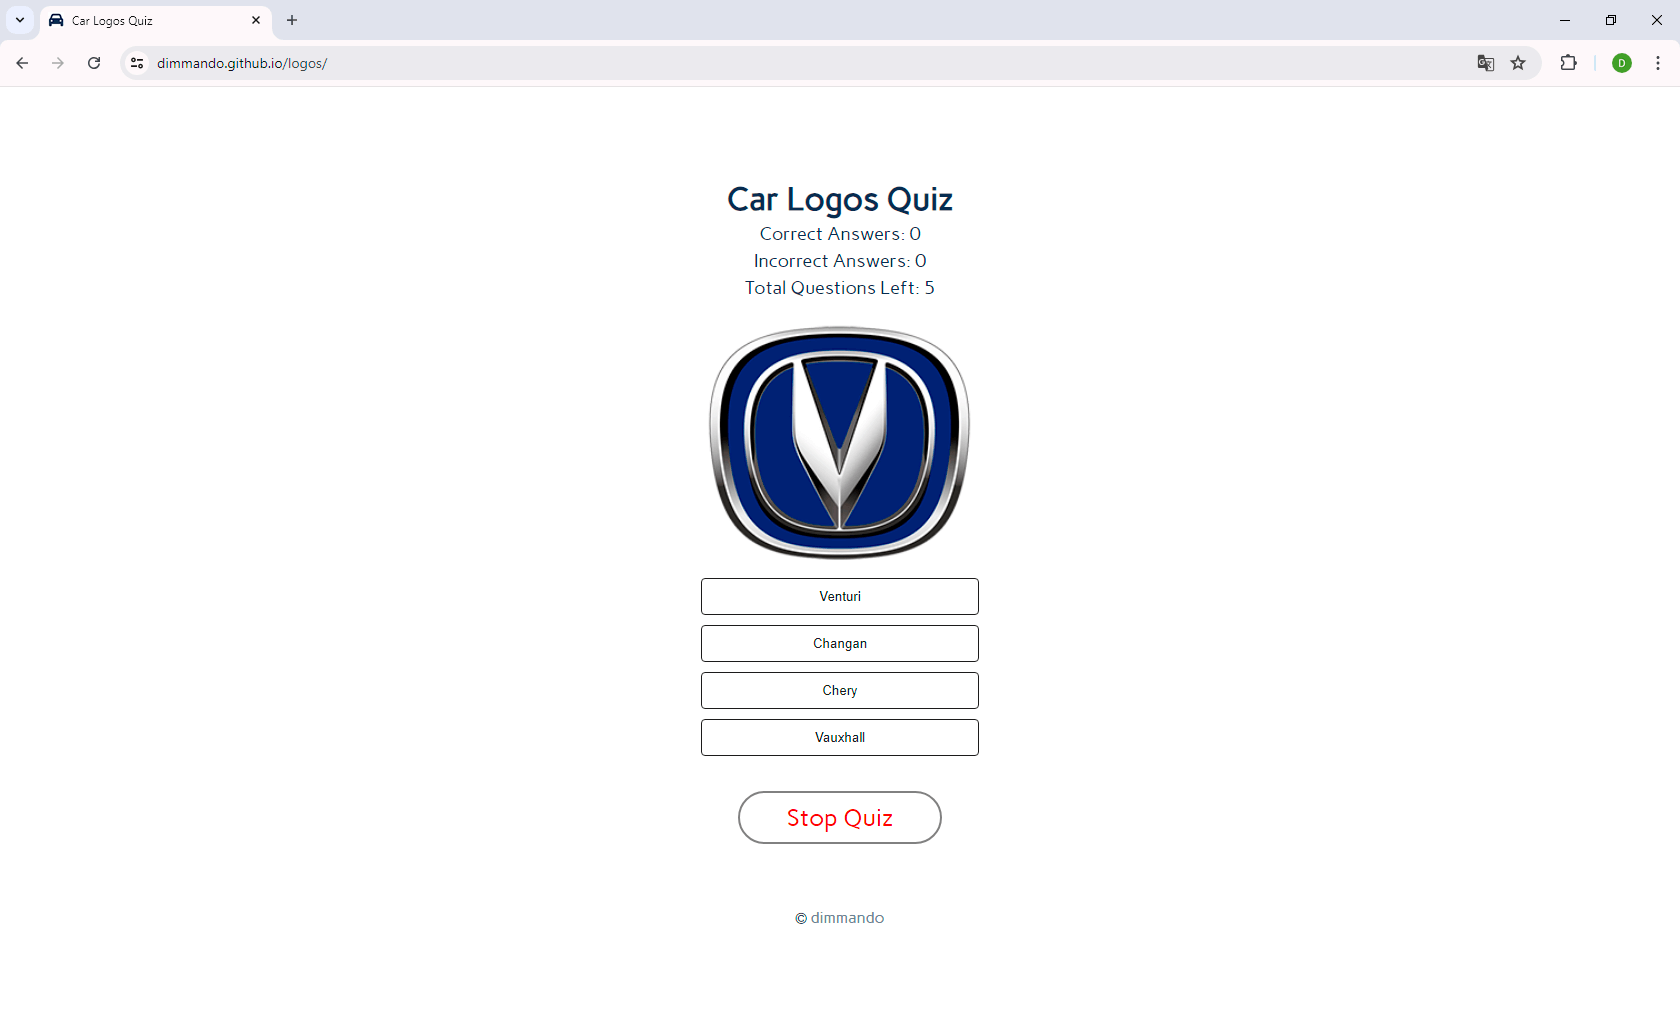 Car Logos Quiz
dimmando.github.io/logos/
D
Car Logos Quiz
Correct Answers: 0
Incorrect Answers: 0
Total Questions Left: 5
Venturi
Changan
Chery
Vauxhall
Stop Quiz
© dimmando